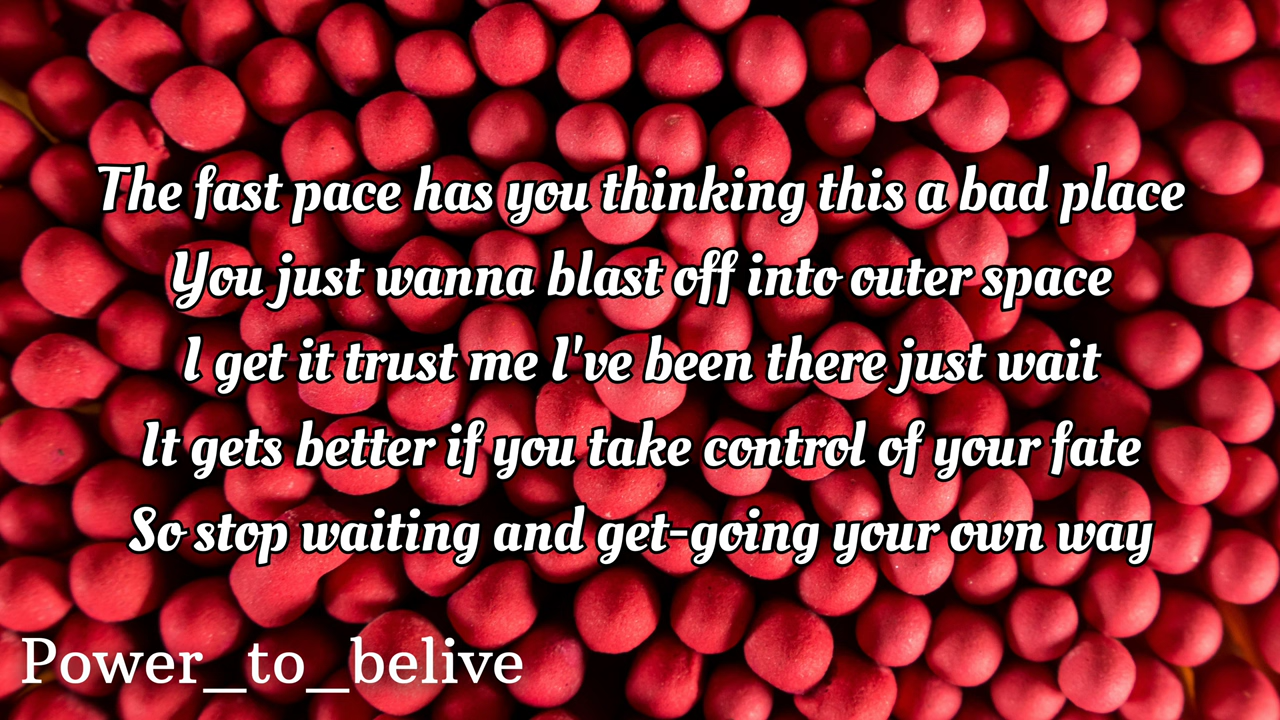 The fast pace has you thinking this a bad place
You just wanna blast off into outer space
I get it trust me I've been there just wait
It gets better if you take control of your fate
So stop waiting and get-going your own way
Power_to_belive